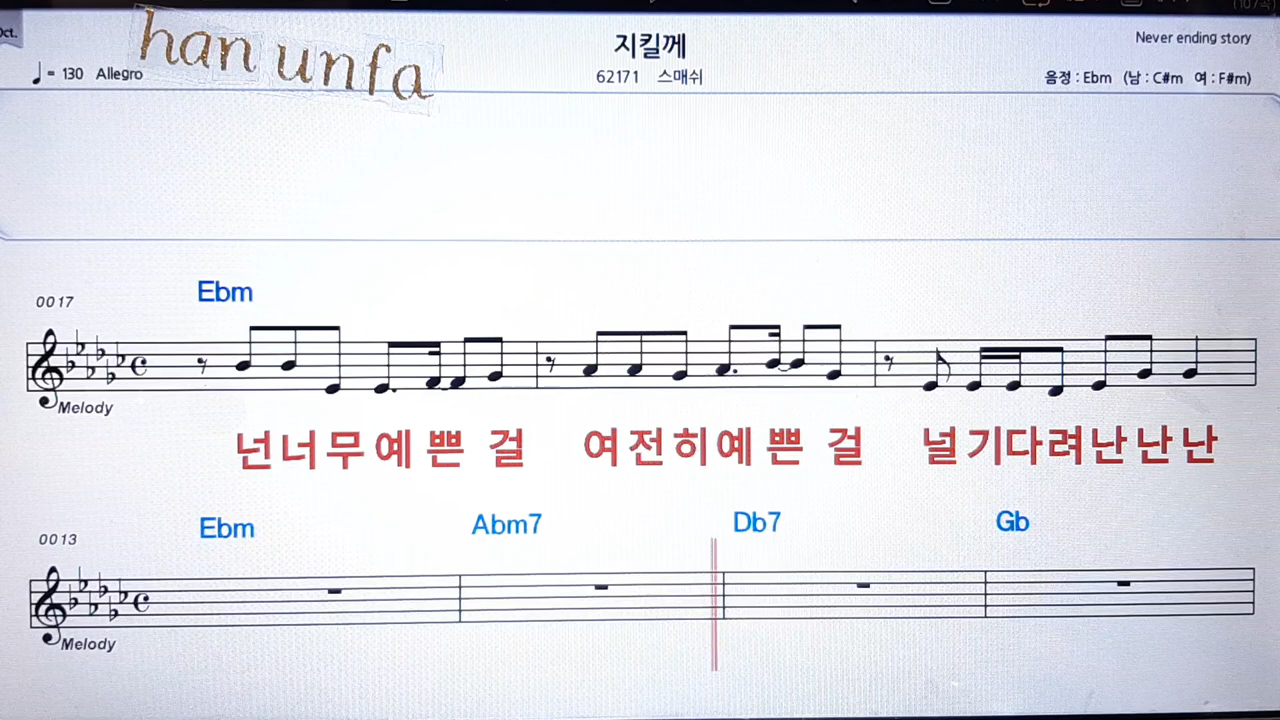 Oct.
han unfa
지킬께
Never ending story
♩= 130 Allegro
62171 스매쉬
음정 : Ebm (남 : C#m 여 : F#m)
0017
Ebm
Melody
넌너무예쁜걸 여전히예쁜걸 널기다려난난난
0013
Ebm Abm7 Db7 Gb
Melody